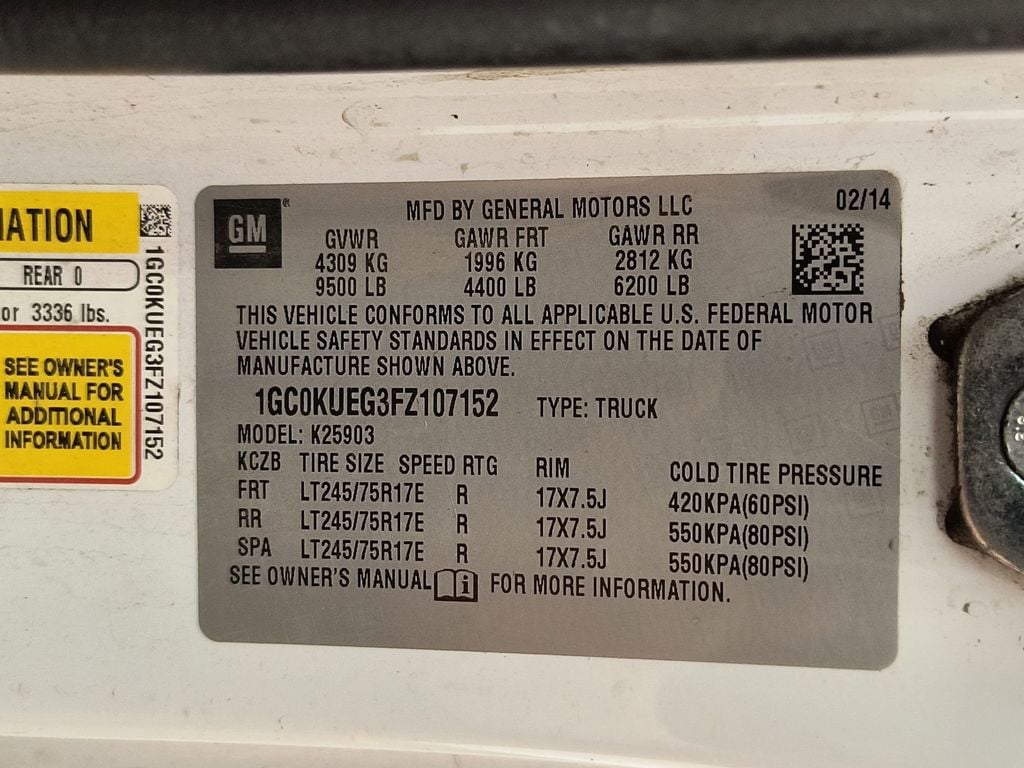 MATION
REAR 0
or 3336 lbs.
SEE OWNER'S
MANUAL FOR
ADDITIONAL
INFORMATION
1GC0KUEG3FZ107152
GM®
MFD BY GENERAL MOTORS LLC 02/14
GVWR GAWR FRT GAWR RR
4309 KG 1996 KG 2812 KG
9500 LB 4400 LB 6200 LB
THIS VEHICLE CONFORMS TO ALL APPLICABLE U.S. FEDERAL MOTOR
VEHICLE SAFETY STANDARDS IN EFFECT ON THE DATE OF
MANUFACTURE SHOWN ABOVE.
1GC0KUEG3FZ107152 TYPE: TRUCK
MODEL: K25903
KCZB TIRE SIZE SPEED RTG RIM COLD TIRE PRESSURE
FRT LT245/75R17E R 17X7.5J 420KPA(60PSI)
RR LT245/75R17E R 17X7.5J 550KPA(80PSI)
SPA LT245/75R17E R 17X7.5J 550KPA(80PSI)
SEE OWNER'S MANUAL i FOR MORE INFORMATION.